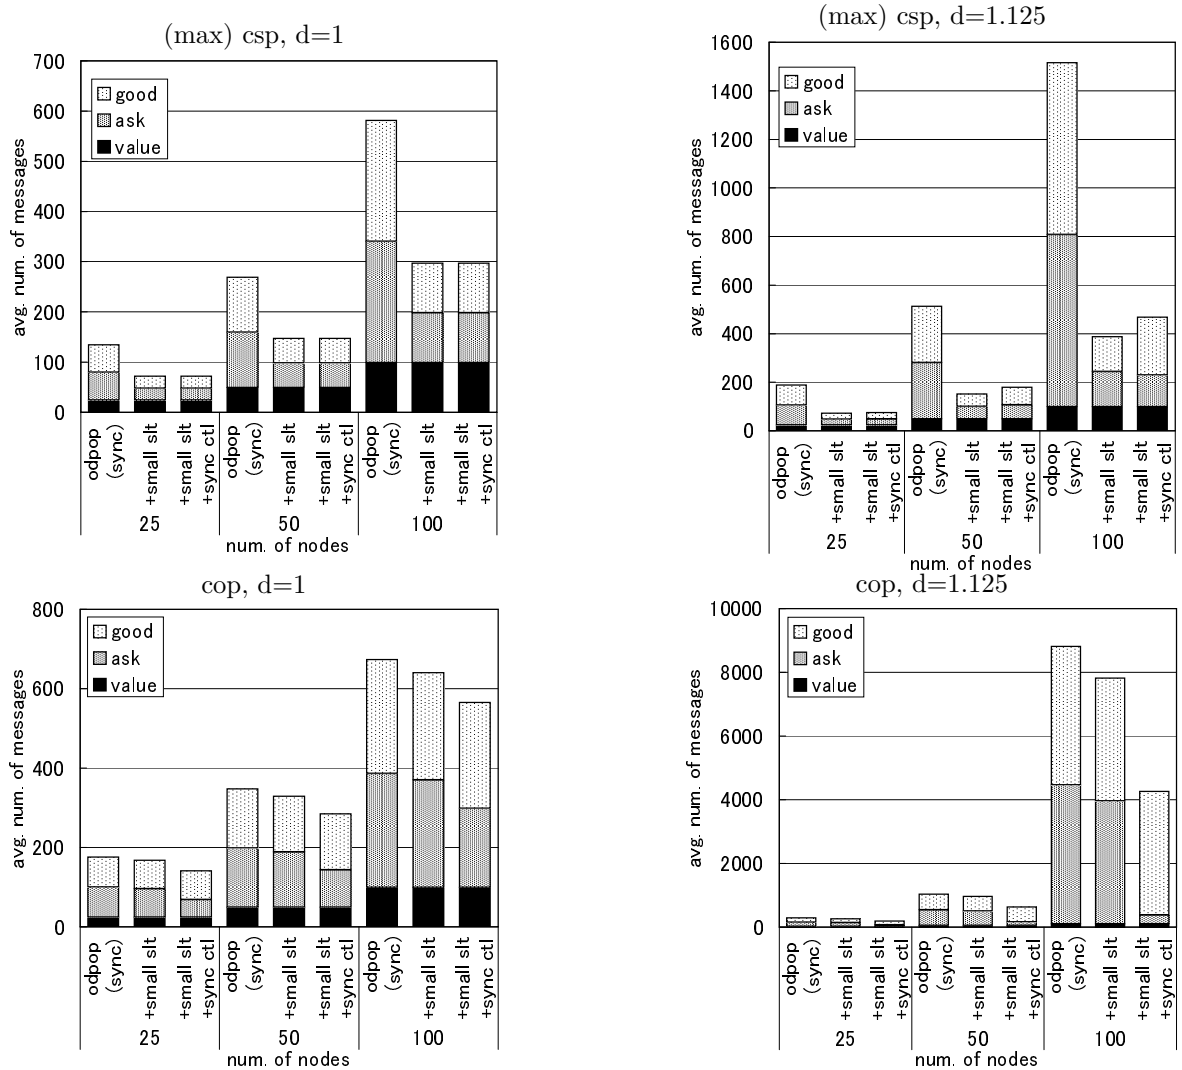 (max) csp, d=1
700
600
500
400
300
200
100
0
avg. num. of messages
good
ask
value
odpop (sync)
+small slt
+small slt +sync ctl
odpop (sync)
+small slt
+small slt +sync ctl
odpop (sync)
+small slt
+small slt +sync ctl
25 50 100
num. of nodes
(max) csp, d=1.125
1600
1400
1200
1000
800
600
400
200
0
avg. num. of messages
good
ask
value
odpop (sync)
+small slt
+small slt +sync ctl
odpop (sync)
+small slt
+small slt +sync ctl
odpop (sync)
+small slt
+small slt +sync ctl
25 50 100
num. of nodes
cop, d=1
800
600
400
200
0
avg. num. of messages
good
ask
value
odpop (sync)
+small slt
+small slt +sync ctl
odpop (sync)
+small slt
+small slt +sync ctl
odpop (sync)
+small slt
+small slt +sync ctl
25 50 100
num. of nodes
cop, d=1.125
10000
8000
6000
4000
2000
0
avg. num. of messages
good
ask
value
odpop (sync)
+small slt
+small slt +sync ctl
odpop (sync)
+small slt
+small slt +sync ctl
odpop (sync)
+small slt
+small slt +sync ctl
25 50 100
num. of nodes